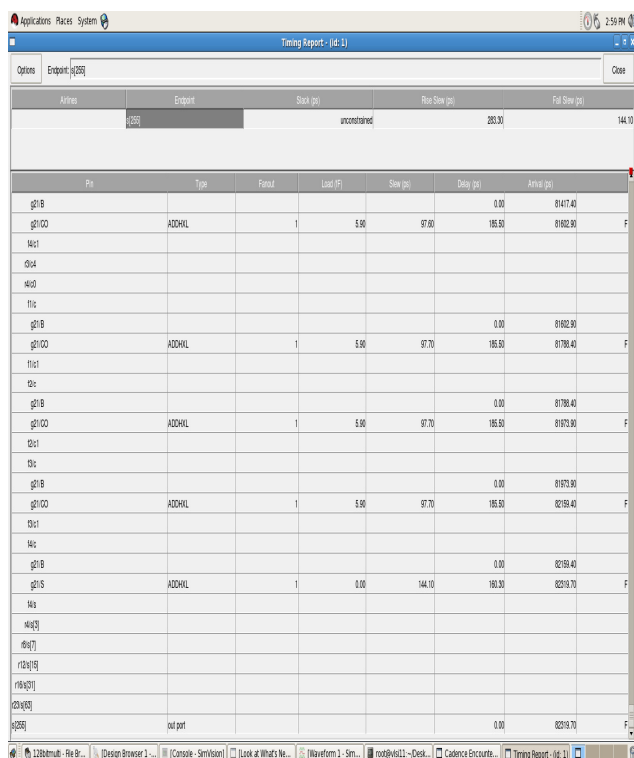 Applications Places System 2:59 PM
Timing Report - (id: 1)
Options Endpoint: s[255] Close
Airlines Endpoint Slack (ps) Rise Slew (ps) Fall Slew (ps)
s[255] unconstrained 283.30 144.10
Pin Type Fanout Load (fF) Slew (ps) Delay (ps) Arrival (ps)
g21/B 0.00 81417.40
g21/CO ADDHXL 1 5.90 97.60 185.50 81602.90 F
f4/c1
r3/c4
r4/c0
f1/c
g21/B 0.00 81602.90
g21/CO ADDHXL 1 5.90 97.70 185.50 81788.40 F
f1/c1
f2/c
g21/B 0.00 81788.40
g21/CO ADDHXL 1 5.90 97.70 185.50 81973.90 F
f2/c1
f3/c
g21/B 0.00 81973.90
g21/CO ADDHXL 1 5.90 97.70 185.50 82159.40 F
f3/c1
f4/c
g21/B 0.00 82159.40
g21/S ADDHXL 1 0.00 144.10 160.30 82319.70 F
f4/s
r4/s[3]
r8/s[7]
r12/s[15]
r16/s[31]
r23/s[63]
s[255] out port 0.00 82319.70 F
128bitmulti - File Br... [Design Browser 1 -... [Console - SimVision] [Look at What's Ne... [Waveform 1 - Sim... root@vlsi11:~/Desk... Cadence Encounte... Timing Report - (id: 1)